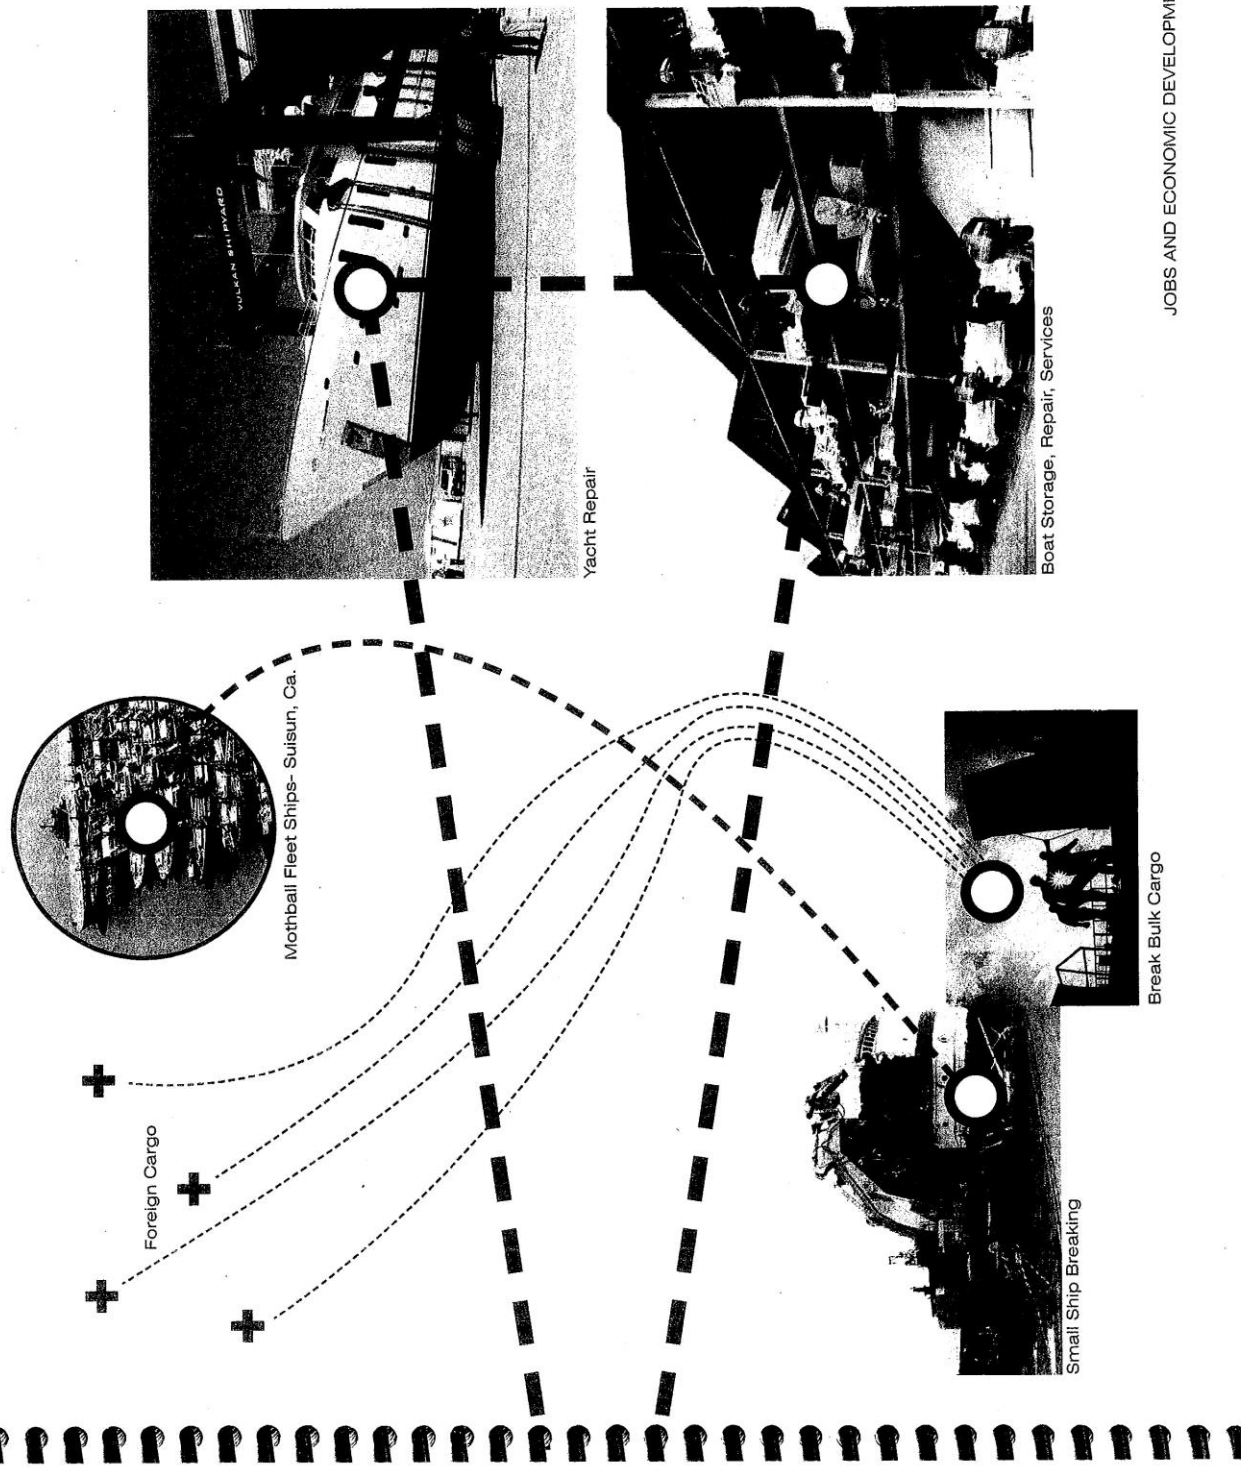 Foreign Cargo
Mothball Fleet Ships- Suisun, Ca.
VULKAN SHIPYARD
Yacht Repair
Boat Storage, Repair, Services
Small Ship Breaking
Break Bulk Cargo
JOBS AND ECONOMIC DEVELOPM